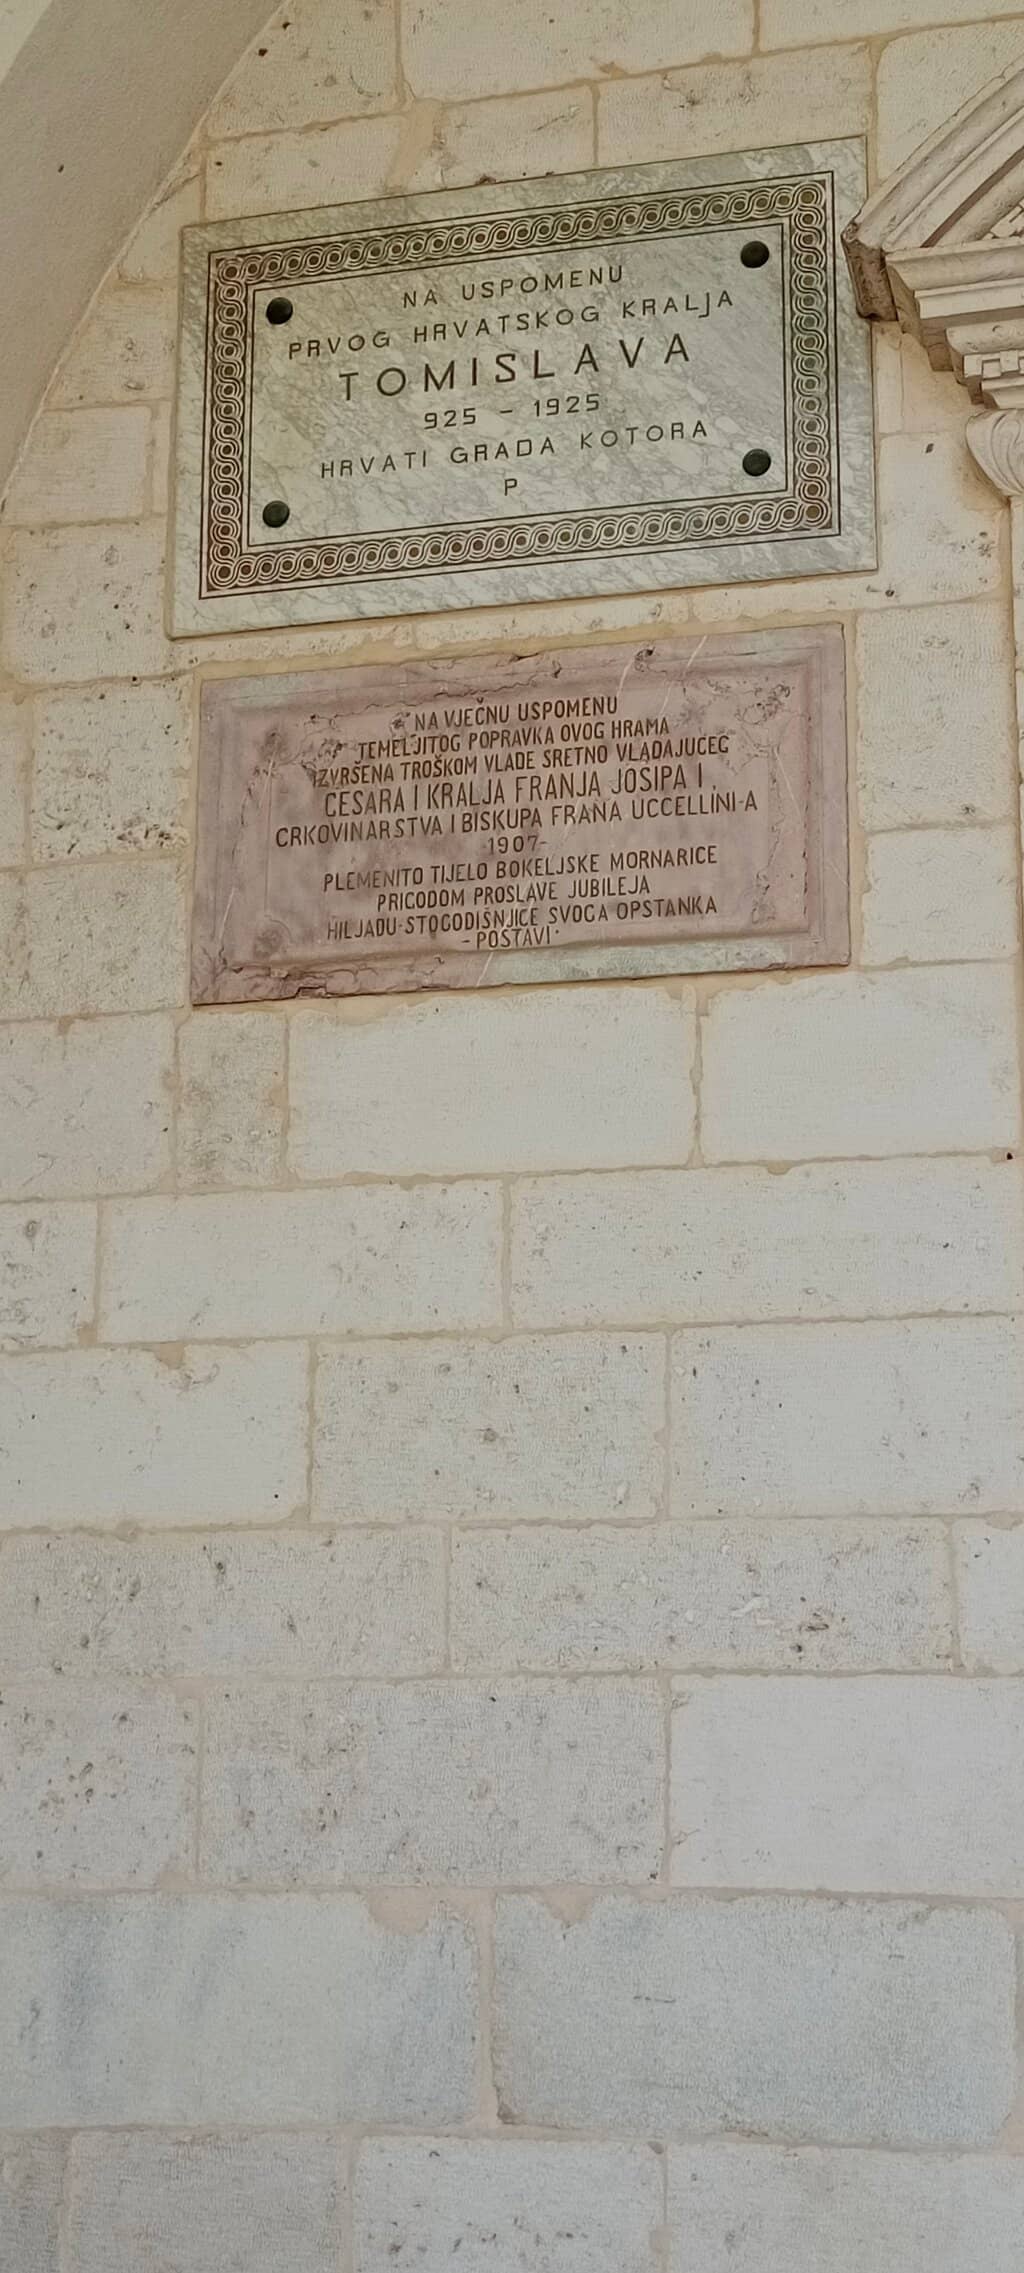 NA USPOMENU
PRVOG HRVATSKOG KRALJA
TOMISLAVA
925 - 1925
HRVATI GRADA KOTORA
P
NA VJEČNU USPOMENU
TEMELJITOG POPRAVKA OVOG HRAMA
IZVRŠENA TROŠKOM VLADE SRETNO VLADAJUĆEG
CESARA I KRALJA FRANJA JOSIPA I.
CRKOVINARSTVA I BISKUPA FRANA UCCELLINI-A
-1907-
PLEMENITO TIJELO BOKELJSKE MORNARICE
PRIGODOM PROSLAVE JUBILEJA
HILJADU-STOGODIŠNJICE SVOGA OPSTANKA
- POSTAVI -